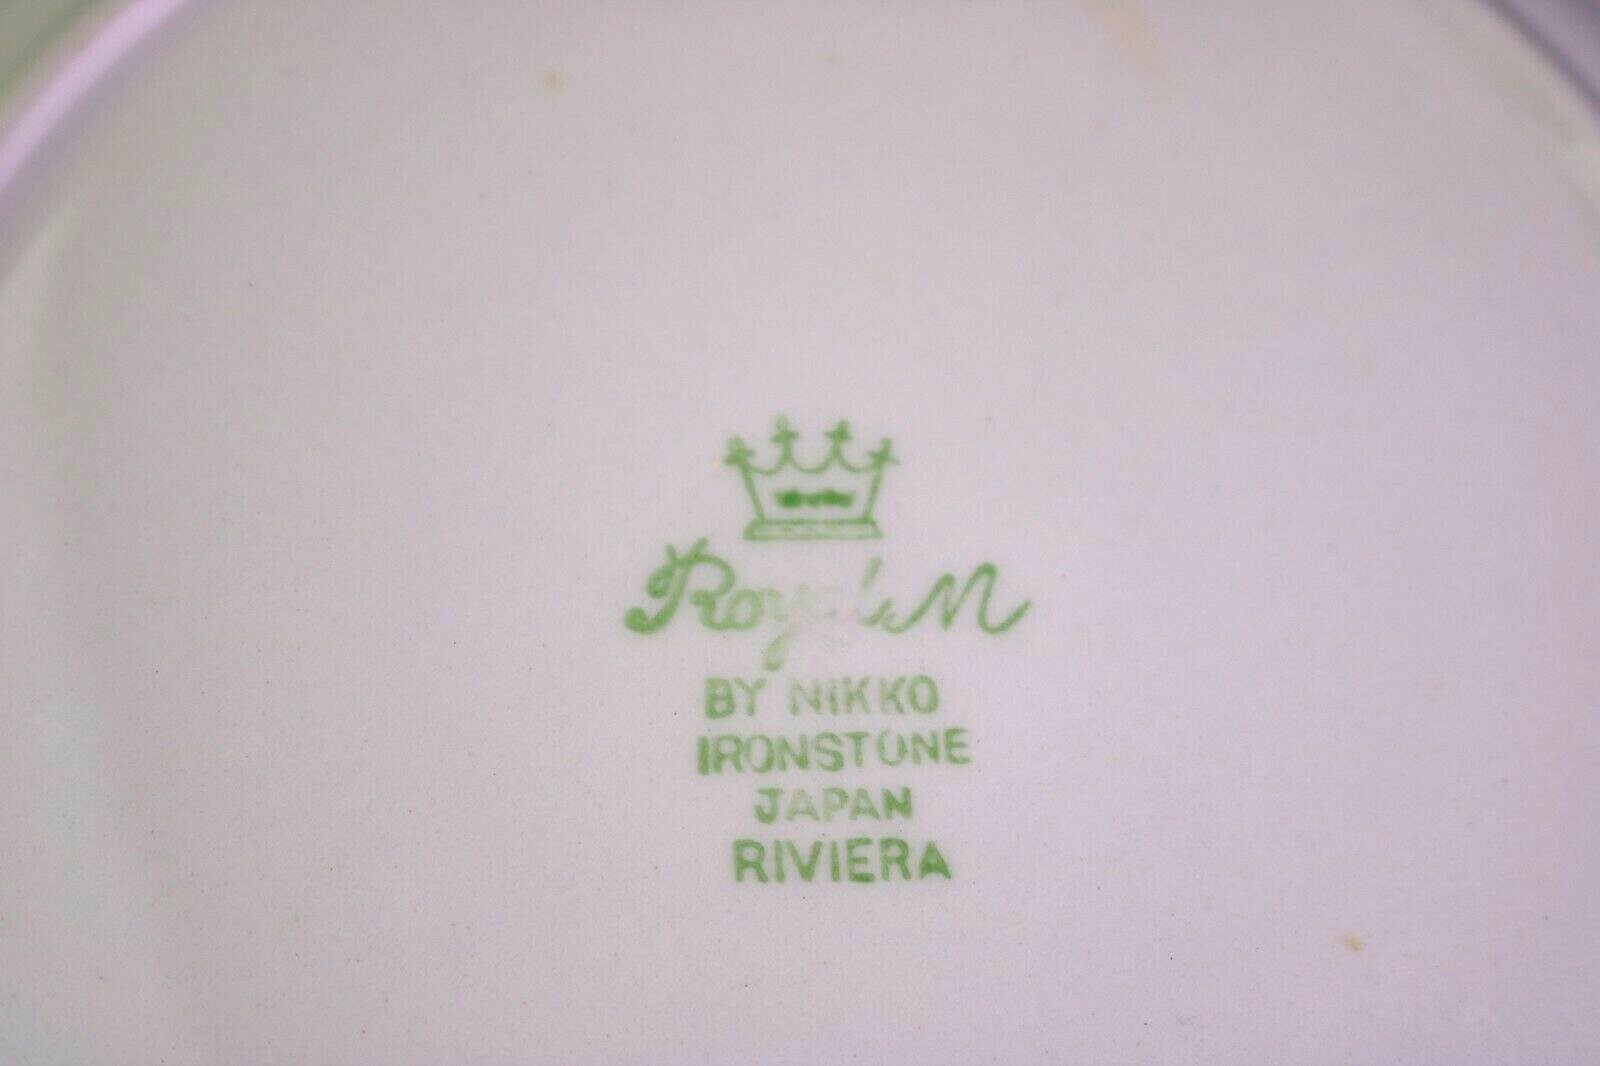 Royal M
BY NIKKO
IRONSTONE
JAPAN
RIVIERA